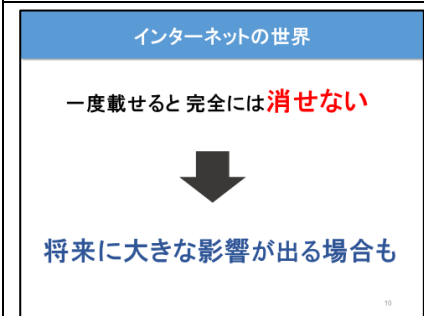 インターネットの世界
一度載せると 完全には消せない
将来に大きな影響が出る場合も
10